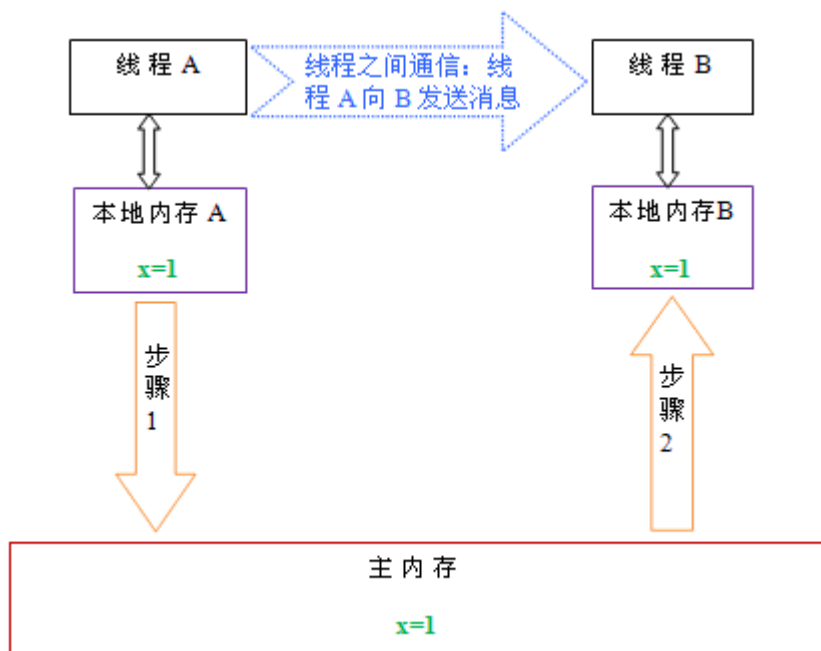 线程 A
线程之间通信：线
程 A 向 B 发送消息
线程 B
本地内存 A
x=1
本地内存B
x=1
步
骤
1
步
骤
2
主内存
x=1